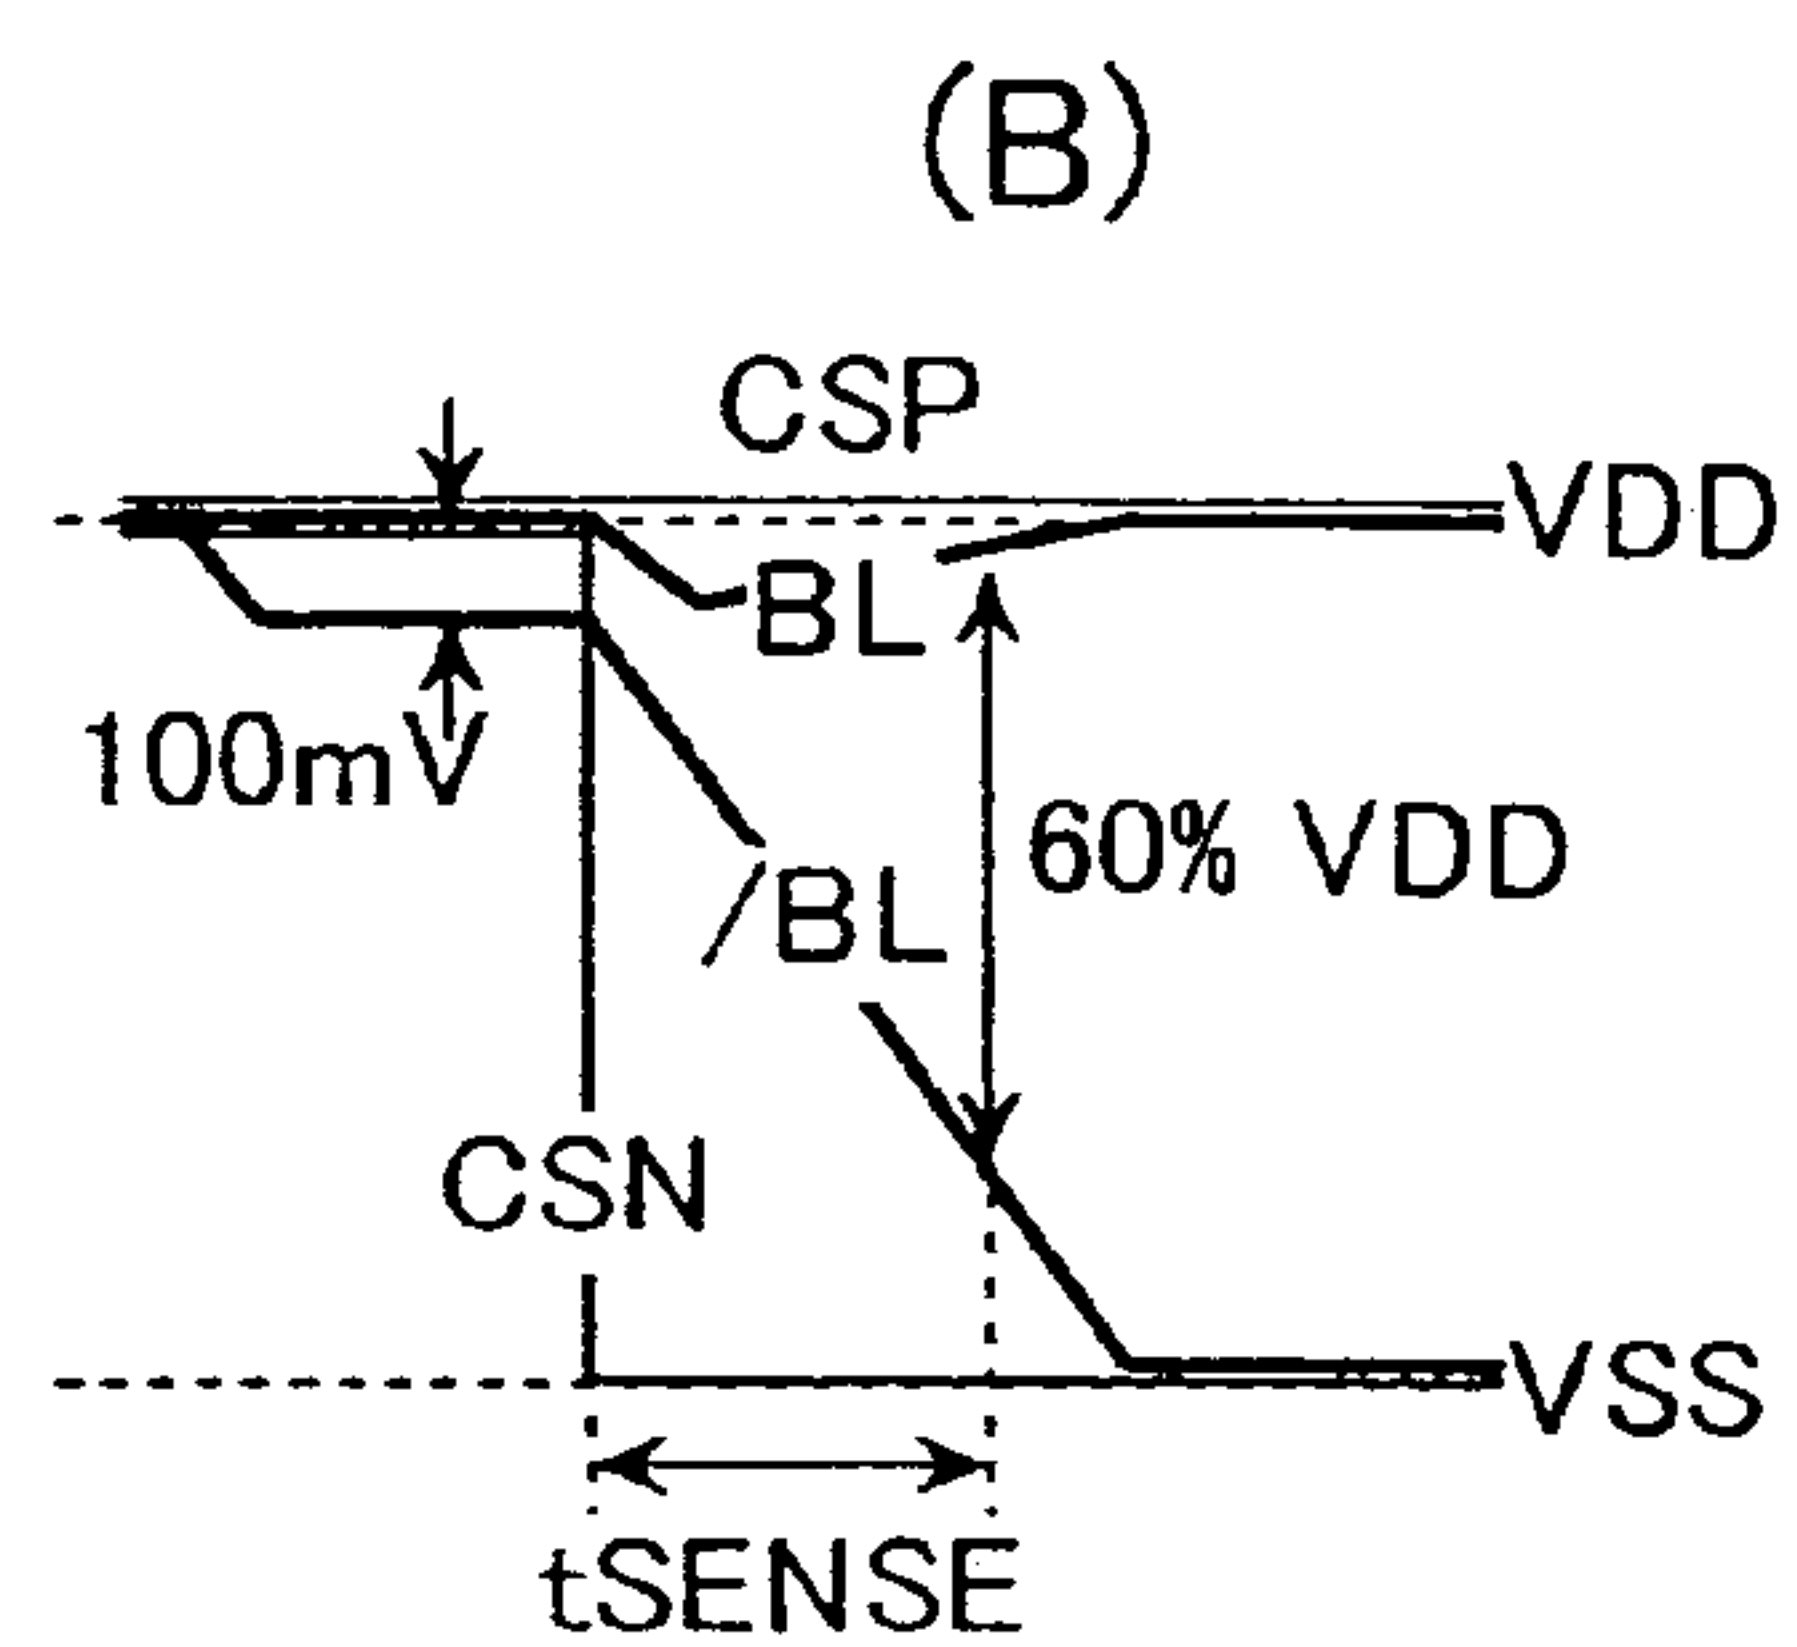 (B)
CSP
VDD
BL
100mV
60% VDD
/BL
CSN
VSS
tSENSE